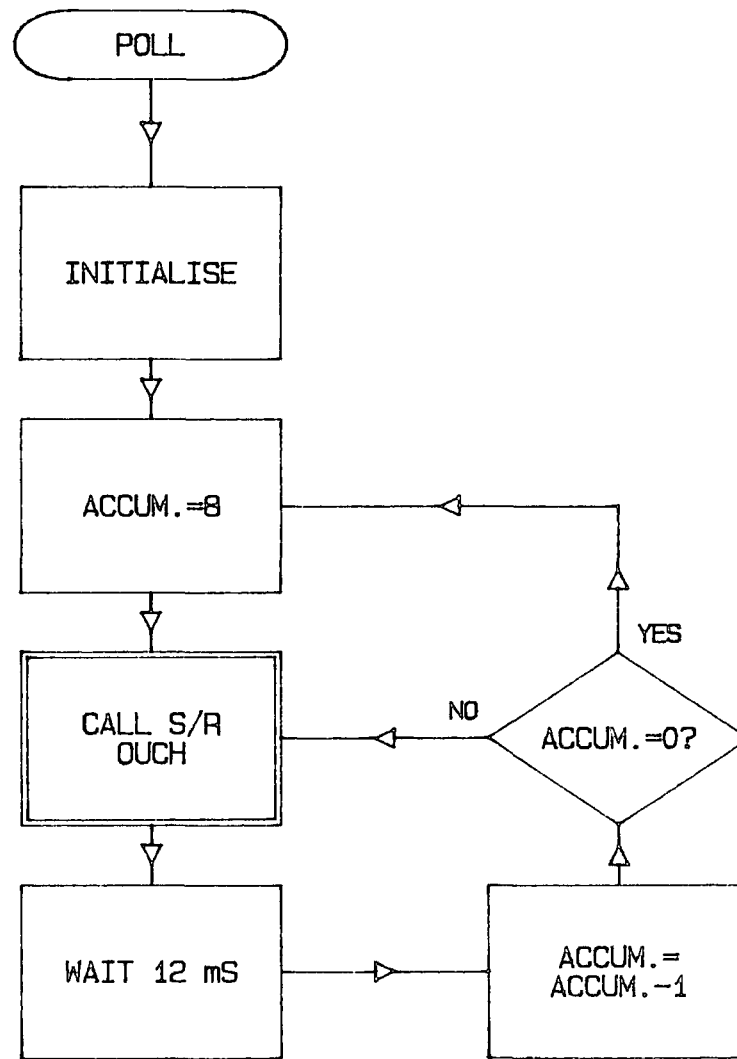 POLL
INITIALISE
ACCUM.=8
YES
NO
CALL S/R
OUCH
ACCUM.=0?
WAIT 12 mS
ACCUM.=
ACCUM.-1